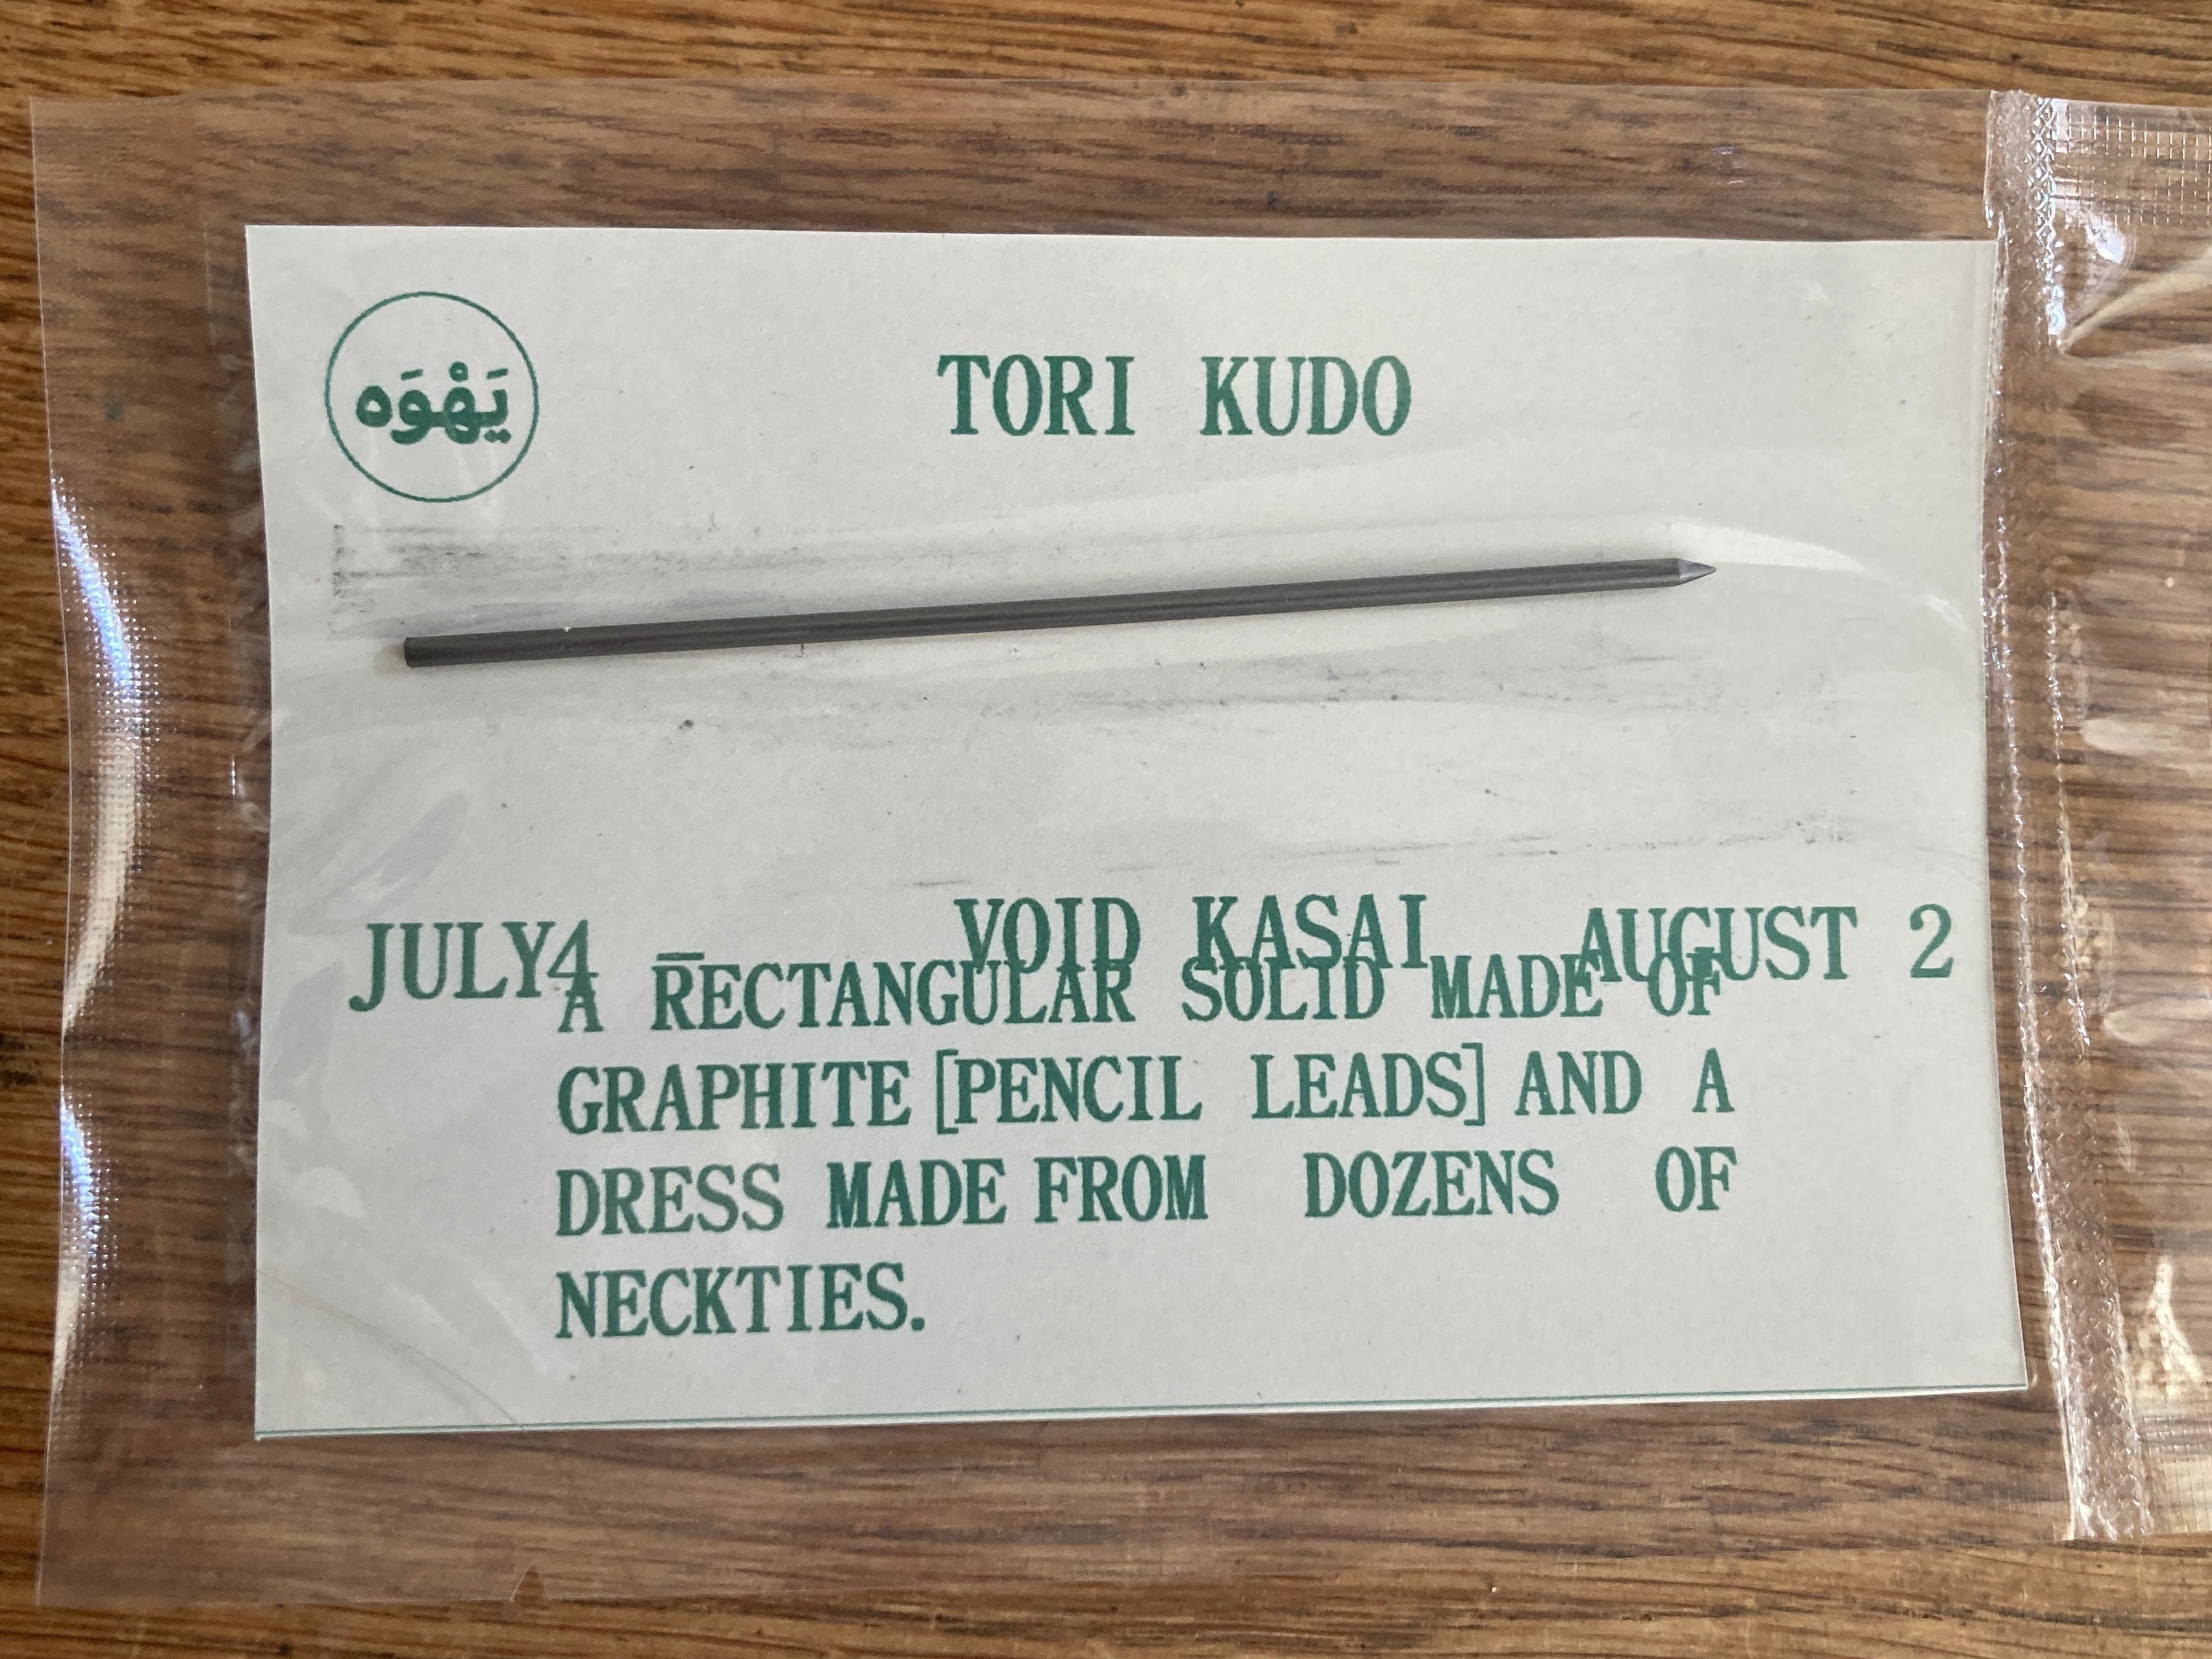 يَهْوَه
TORI KUDO
JULY4 – VOID KASAI AUGUST 2
A RECTANGULAR SOLID MADE OF
GRAPHITE [PENCIL LEADS] AND A
DRESS MADE FROM DOZENS OF
NECKTIES.